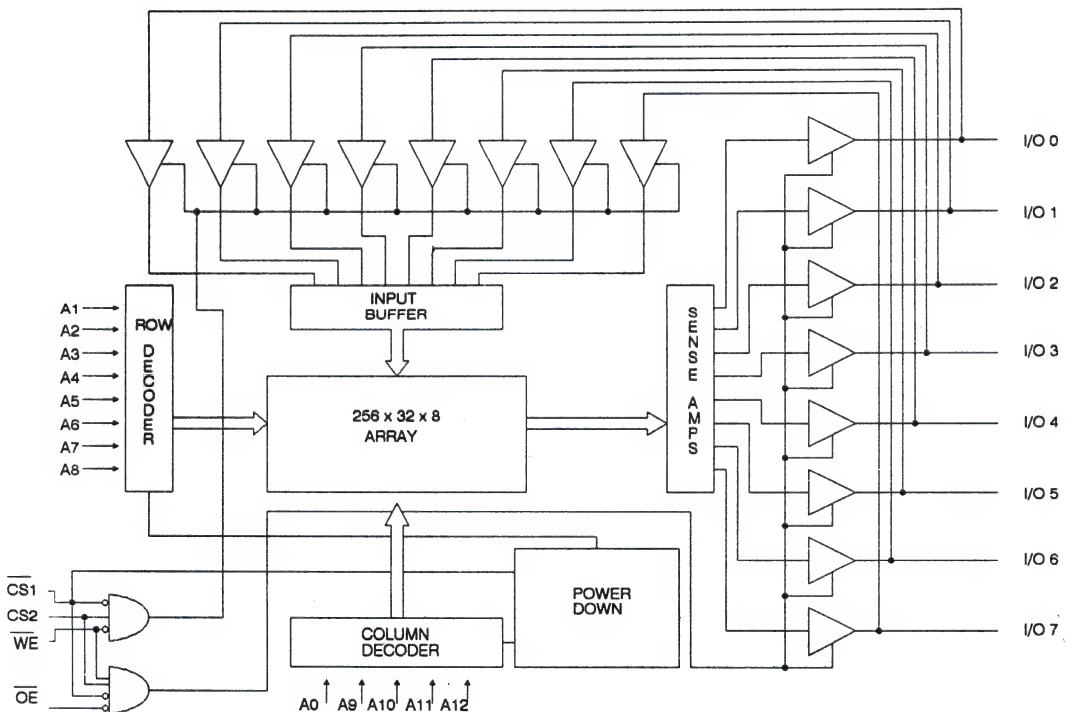 I/O 0
I/O 1
I/O 2
I/O 3
I/O 4
I/O 5
I/O 6
I/O 7
INPUT
BUFFER
A1
A2
A3
A4
A5
A6
A7
A8
ROW
DECODER
256 x 32 x 8
ARRAY
SENSE AMPS
CS1
CS2
WE
OE
POWER
DOWN
COLUMN
DECODER
A0 A9 A10 A11 A12